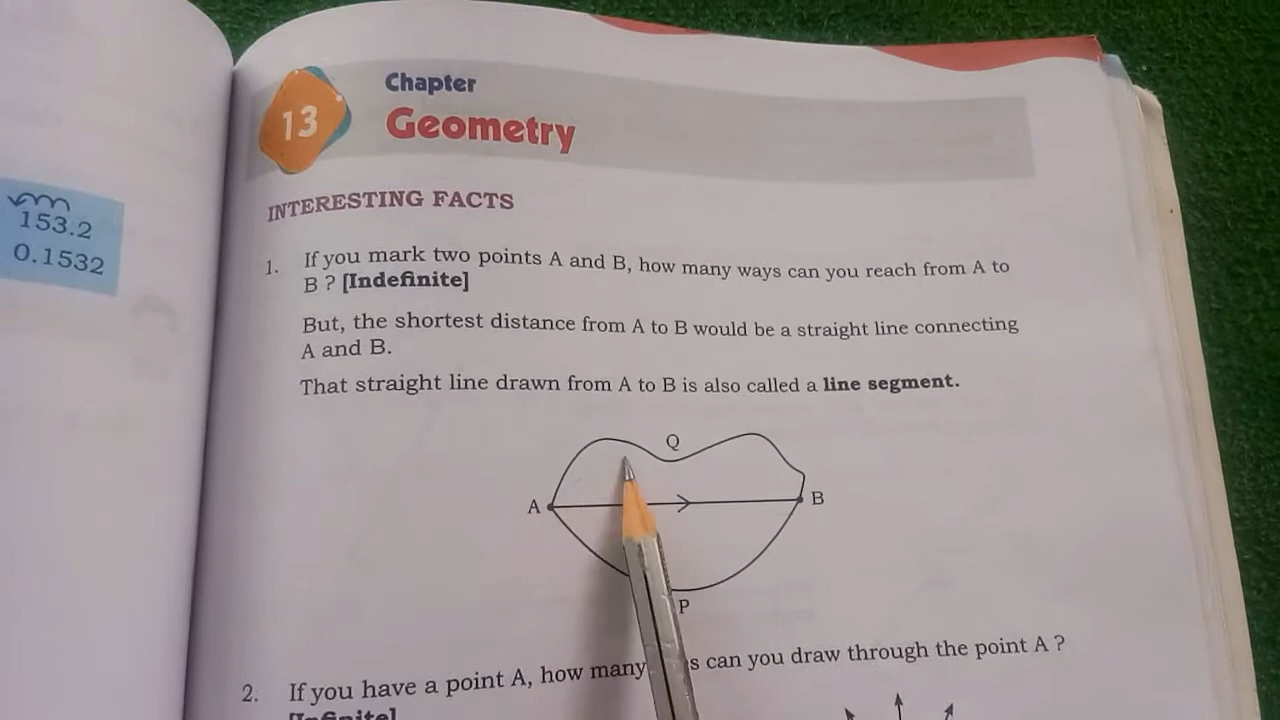 153.2
0.1532
13
Chapter
Geometry
INTERESTING FACTS
1. If you mark two points A and B, how many ways can you reach from A to
B ? [Indefinite]
But, the shortest distance from A to B would be a straight line connecting
A and B.
That straight line drawn from A to B is also called a line segment.
Q
A
B
P
2. If you have a point A, how many can you draw through the point A ?
[Infinite]